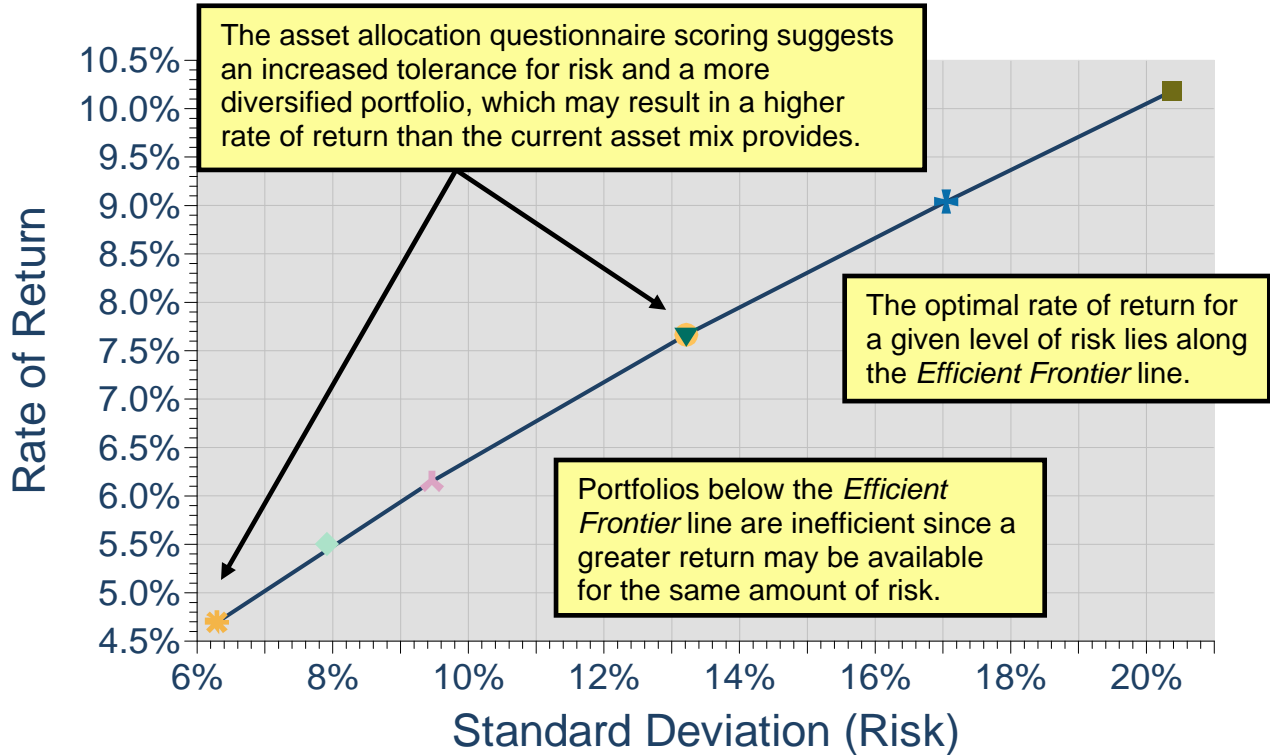 The asset allocation questionnaire scoring suggests
an increased tolerance for risk and a more
diversified portfolio, which may result in a higher
rate of return than the current asset mix provides.
10.5%
10.0%
9.5%
9.0%
8.5%
8.0%
7.5%
7.0%
6.5%
6.0%
5.5%
5.0%
4.5%
Rate of Return
The optimal rate of return for
a given level of risk lies along
the Efficient Frontier line.
Portfolios below the Efficient
Frontier line are inefficient since a
greater return may be available
for the same amount of risk.
6% 8% 10% 12% 14% 16% 18% 20%
Standard Deviation (Risk)